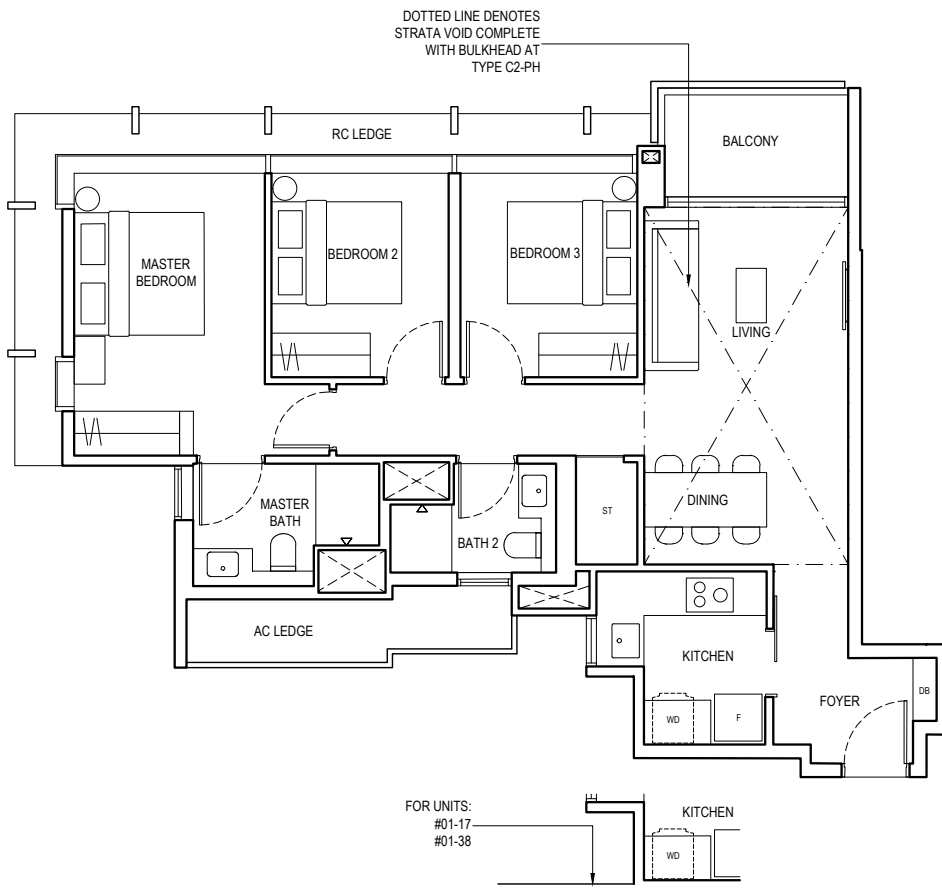 DOTTED LINE DENOTES
STRATA VOID COMPLETE
WITH BULKHEAD AT
TYPE C2-PH
RC LEDGE
BALCONY
MASTER
BEDROOM
BEDROOM 2
BEDROOM 3
LIVING
MASTER
BATH
BATH 2
ST
DINING
AC LEDGE
KITCHEN
FOYER
DB
WD
F
FOR UNITS:
#01-17
#01-38
KITCHEN
WD